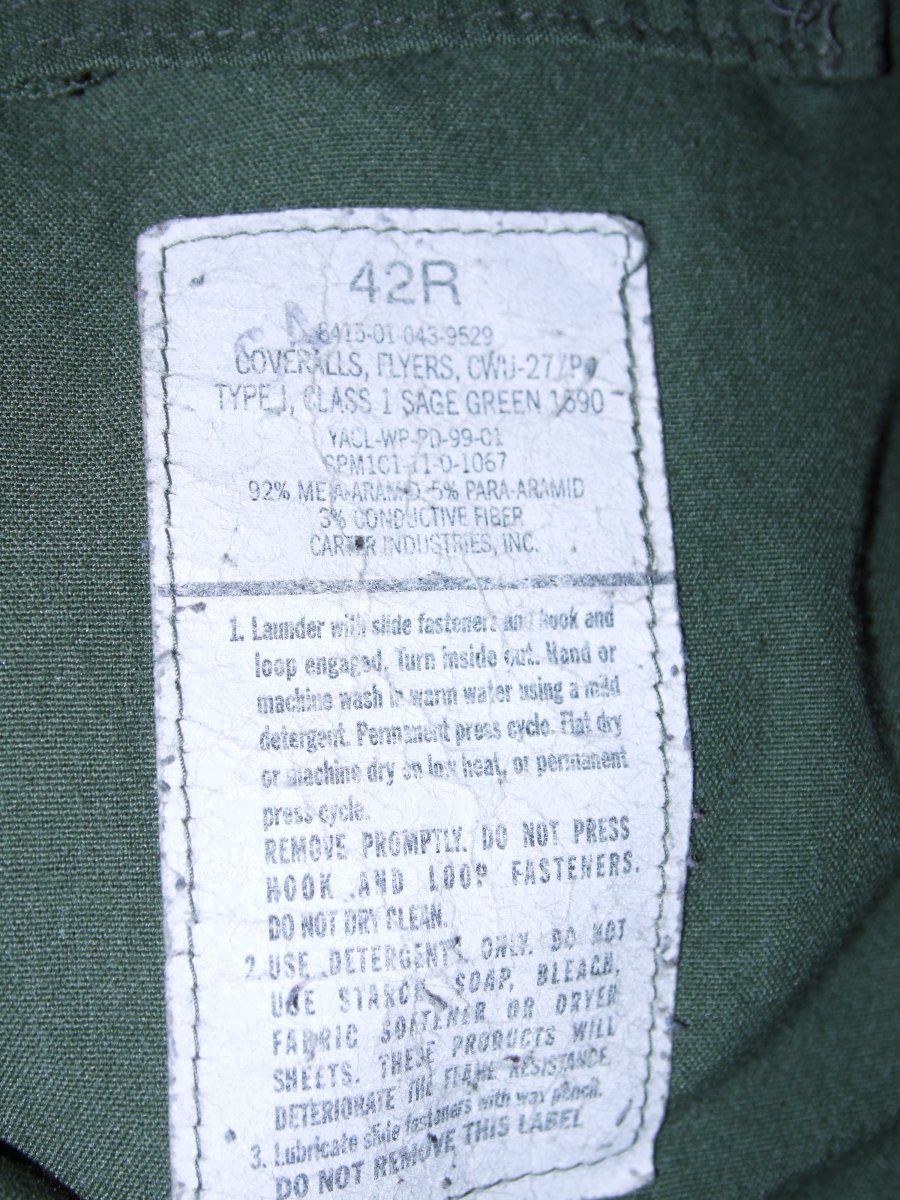 42R
8415-01-043-9529
COVERALLS, FLYERS, CWU-27/P
TYPE I, CLASS 1 SAGE GREEN 1590
YACL-WP-PD-99-01
SPM1C1-11-D-1067
92% META-ARAMID, 5% PARA-ARAMID
3% CONDUCTIVE FIBER
CARTER INDUSTRIES, INC.
1. Launder with slide fasteners and hook and
loop engaged. Turn inside out. Hand or
machine wash in warm water using a mild
detergent. Permanent press cycle. Flat dry
or machine dry on low heat, or permanent
press cycle.
REMOVE PROMPTLY. DO NOT PRESS
HOOK AND LOOP FASTENERS.
DO NOT DRY CLEAN.
2. USE DETERGENTS ONLY. DO NOT
USE STARCH, SOAP, BLEACH,
FABRIC SOFTENER OR DRYER
SHEETS. THESE PRODUCTS WILL
DETERIORATE THE FLAME RESISTANCE.
3. Lubricate slide fasteners with wax pencil.
DO NOT REMOVE THIS LABEL